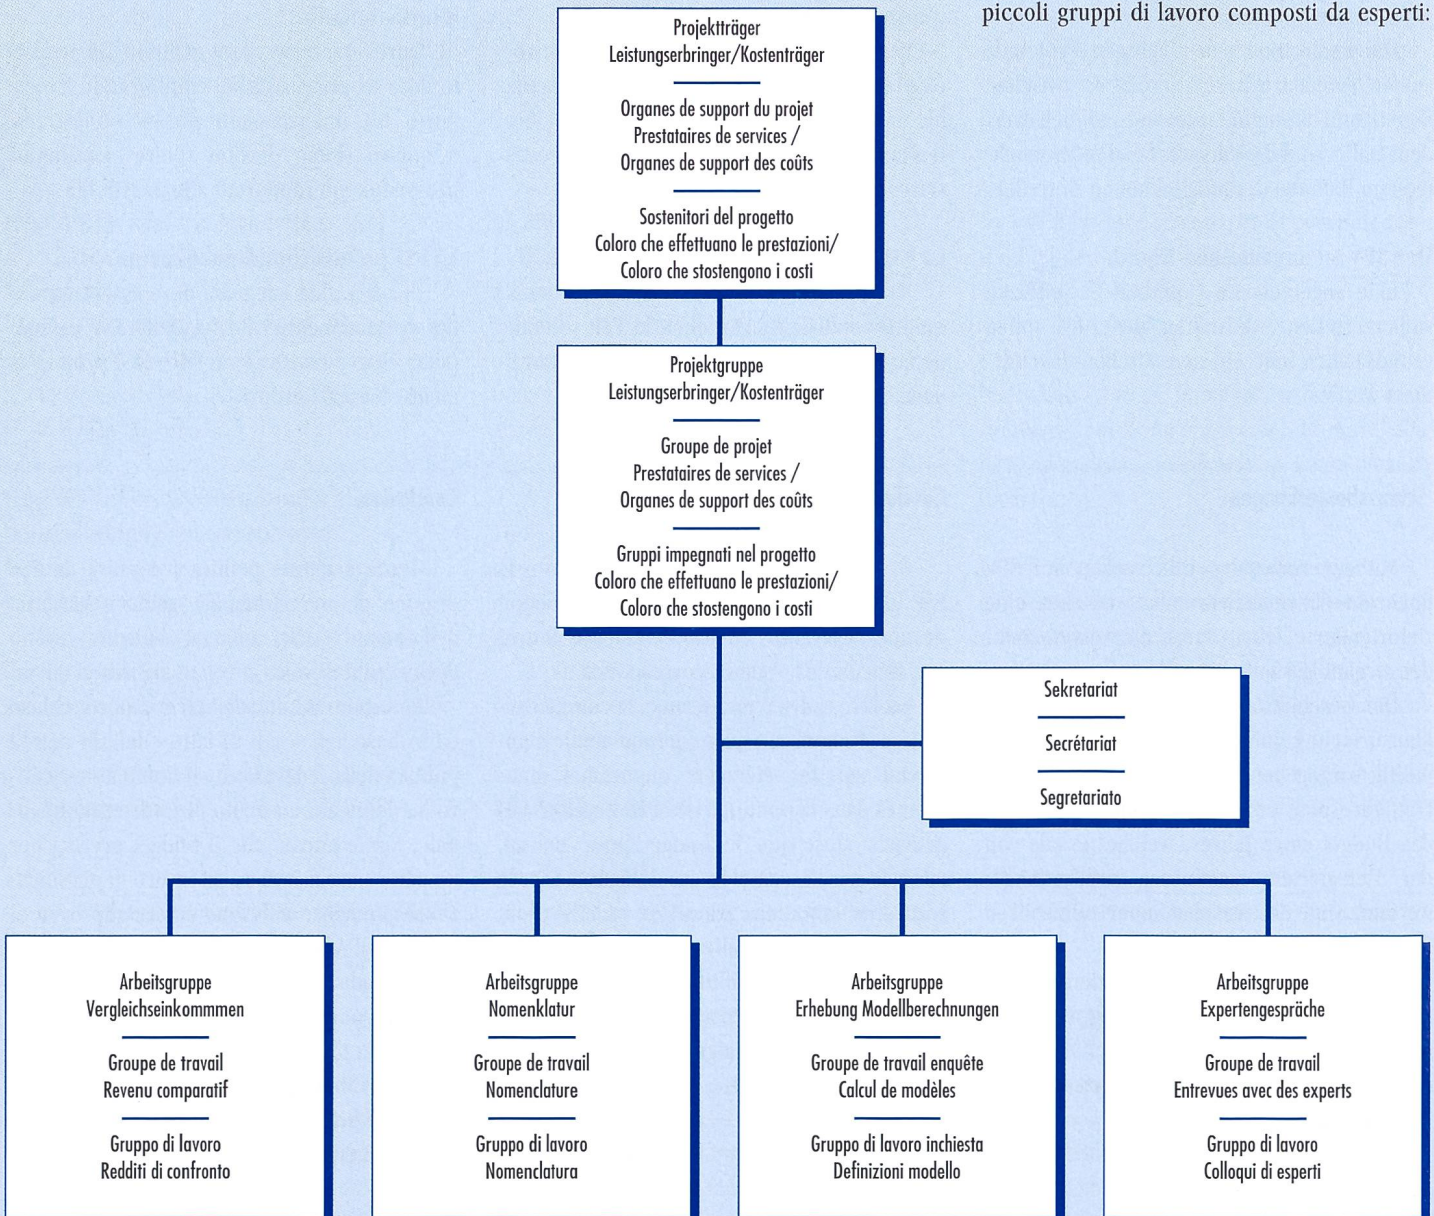 piccoli gruppi di lavoro composti da esperti:
Projektträger
Leistungserbringer/Kostenträger
Organes de support du projet
Prestataires de services /
Organes de support des coûts
Sostenitori del progetto
Coloro che effettuano le prestazioni/
Coloro che stostengono i costi
Projektgruppe
Leistungserbringer/Kostenträger
Groupe de projet
Prestataires de services /
Organes de support des coûts
Gruppi impegnati nel progetto
Coloro che effettuano le prestazioni/
Coloro che stostengono i costi
Sekretariat
Secrétariat
Segretariato
Arbeitsgruppe
Vergleichseinkommmen
Groupe de travail
Revenu comparatif
Gruppo di lavoro
Redditi di confronto
Arbeitsgruppe
Nomenklatur
Groupe de travail
Nomenclature
Gruppo di lavoro
Nomenclatura
Arbeitsgruppe
Erhebung Modellberechnungen
Groupe de travail enquête
Calcul de modèles
Gruppo di lavoro inchiesta
Definizioni modello
Arbeitsgruppe
Expertengespräche
Groupe de travail
Entrevues avec des experts
Gruppo di lavoro
Colloqui di esperti